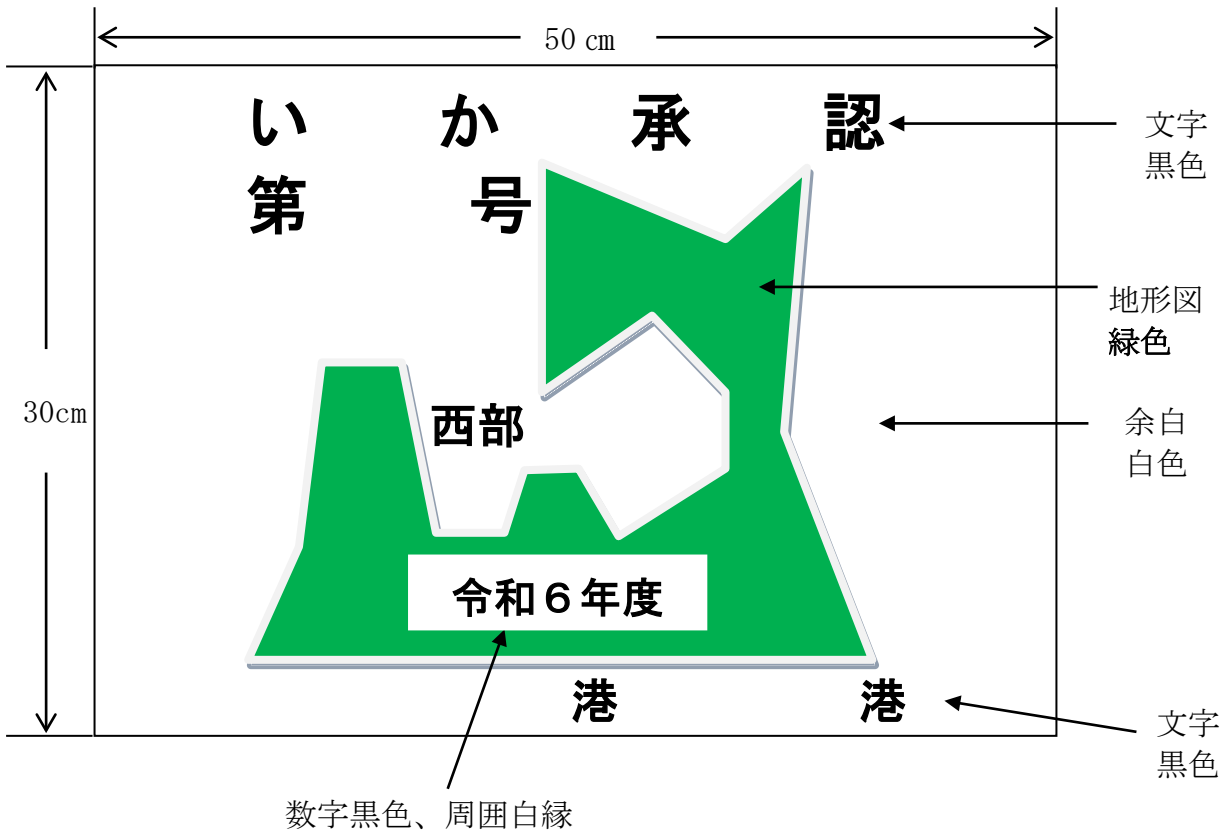 50 cm
い か 承 認
文字
黒色
第 号
地形図
緑色
30cm
西部
余白
白色
令和６年度
港 港
文字
黒色
数字黒色、周囲白縁